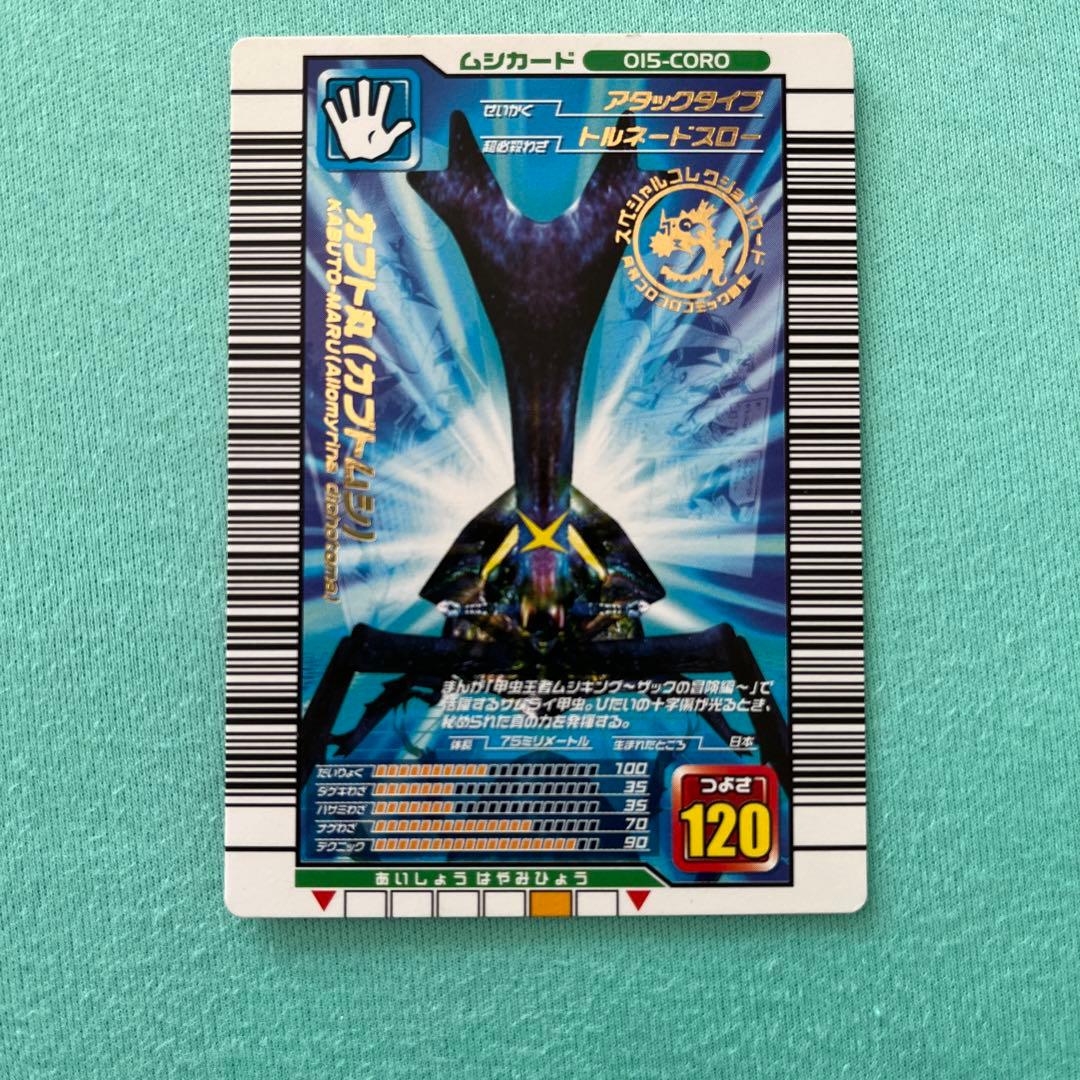 ムシカード 015-CORO
せいかく アタックタイプ
超必殺わざ トルネードスロー
スペシャルコレクションカード
カブト丸(カブトムシ)
KABUTO-MARU(Allomyrina dichotoma)
まんが「甲虫王者ムシキング~ザックの冒険編~」で
活躍するサムライ甲虫。ひたいの十字傷が光るとき、
秘められた真の力を発揮する。
体長 75ミリメートル 生まれたところ 日本
たいりょく 100
ダゲキわざ 35
ハサミわざ 35
ナゲわざ 70
テクニック 90
つよさ
120
あいしょう はやみひょう